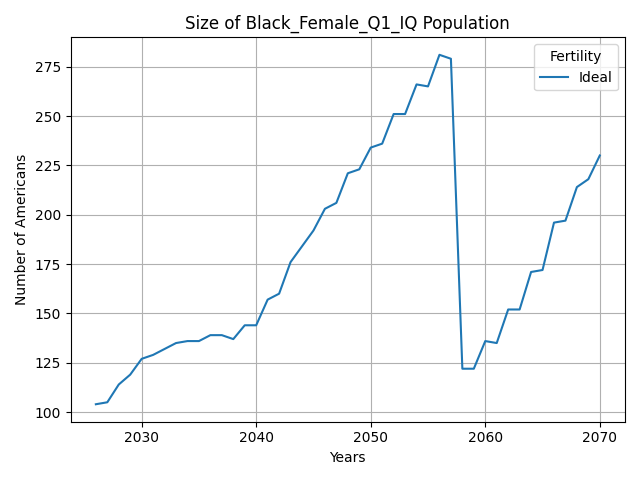 Size of Black_Female_Q1_IQ Population
Number of Americans
275
250
225
200
175
150
125
100
Fertility
Ideal
2030
2040
2050
2060
2070
Years